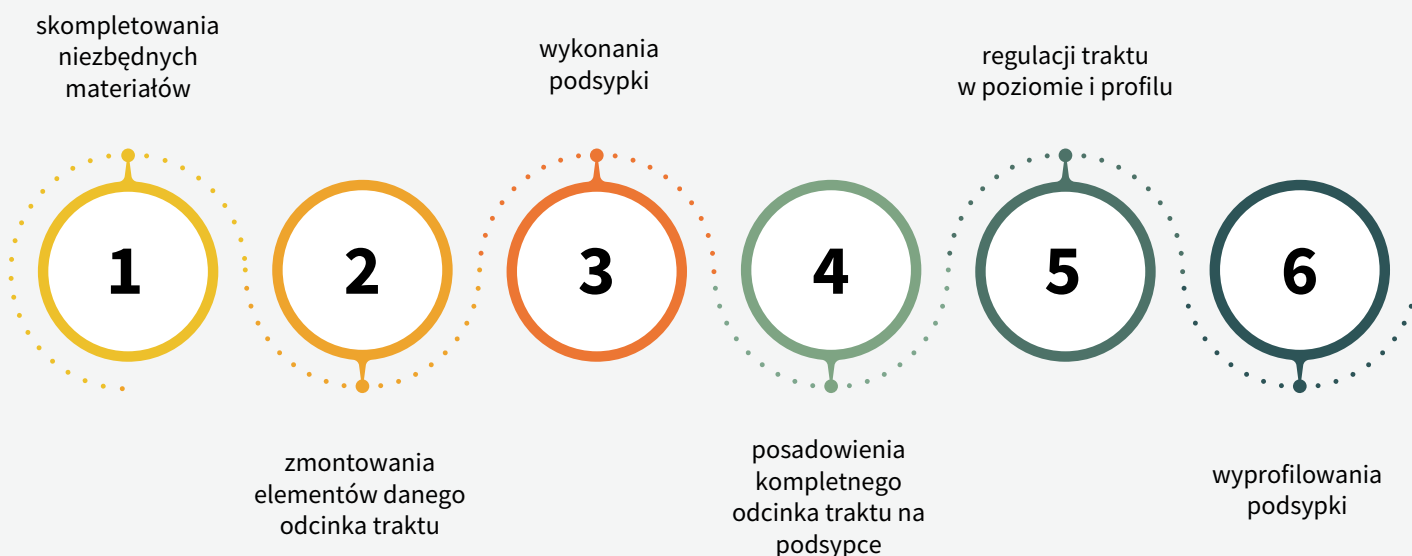 skompletowania
niezbędnych
materiałów
1
zmontowania
elementów danego
odcinka traktu
2
wykonania
podsypki
3
posadowienia
kompletnego
odcinka traktu na
podsypce
4
regulacji traktu
w poziomie i profilu
5
wyprofilowania
podsypki
6